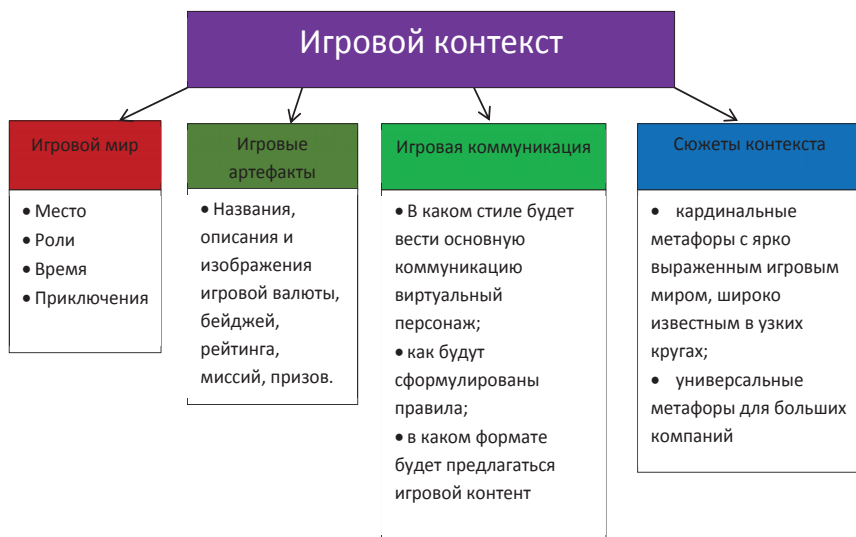 Игровой контекст
Игровой мир
• Место
• Роли
• Время
• Приключения
Игровые
артефакты
• Названия,
описания и
изображения
игровой валюты,
бейджей,
рейтинга,
миссий, призов.
Игровая коммуникация
• В каком стиле будет
вести основную
коммуникацию
виртуальный
персонаж;
• как будут
сформулированы
правила;
• в каком формате
будет предлагаться
игровой контент
Сюжеты контекста
• кардинальные
метафоры с ярко
выраженным игровым
миром, широко
известным в узких
кругах;
• универсальные
метафоры для больших
компаний